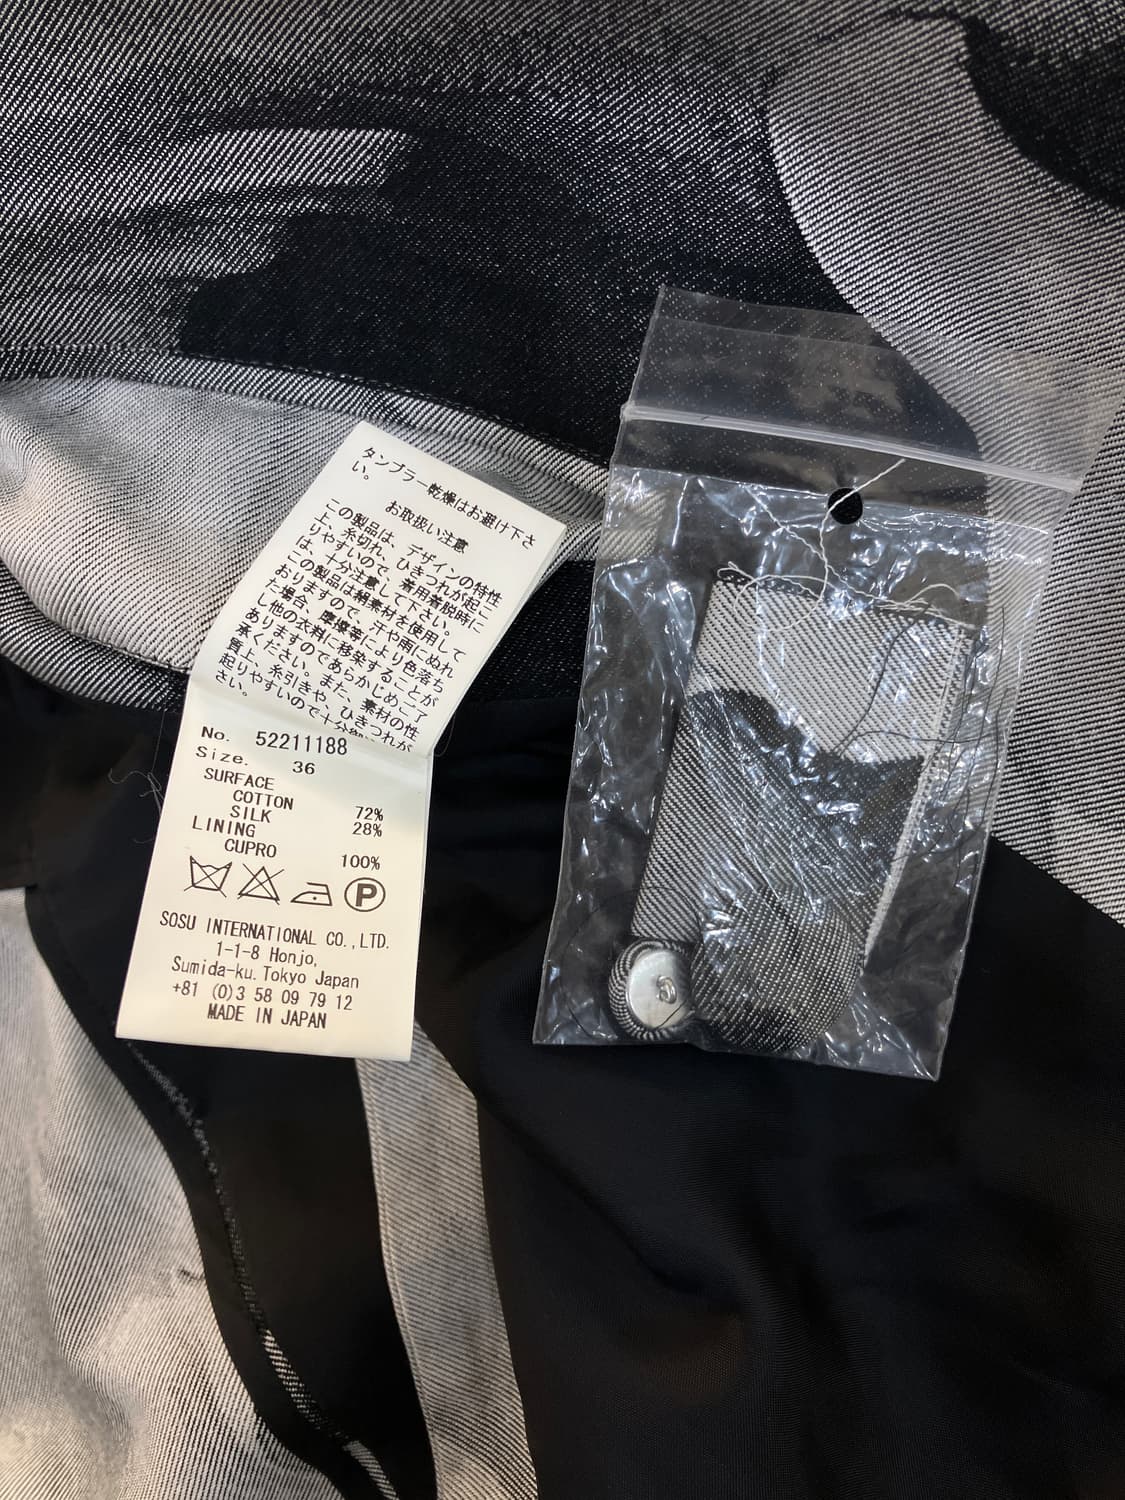 タンブラー乾燥はお避け下さ
い。
お取扱い注意
この製品は、デザインの特性
上、糸切れ、ひきつれが起こ
りやすいので、着用着脱時に
は、十分注意して下さい。
この製品は絹素材を使用して
おりますので、汗や雨にぬれ
た場合、摩擦等により色落ち
し他の衣料に移染することが
ありますのであらかじめご了
承ください。また、素材の性
質上、糸引きや、ひきつれが
起りやすいので十分
さい。
No. 52211188
Size. 36
SURFACE
COTTON 72%
SILK 28%
LINING
CUPRO 100%
P
SOSU INTERNATIONAL CO.,LTD.
1-1-8 Honjo,
Sumida-ku. Tokyo Japan
+81 (0)3 58 09 79 12
MADE IN JAPAN